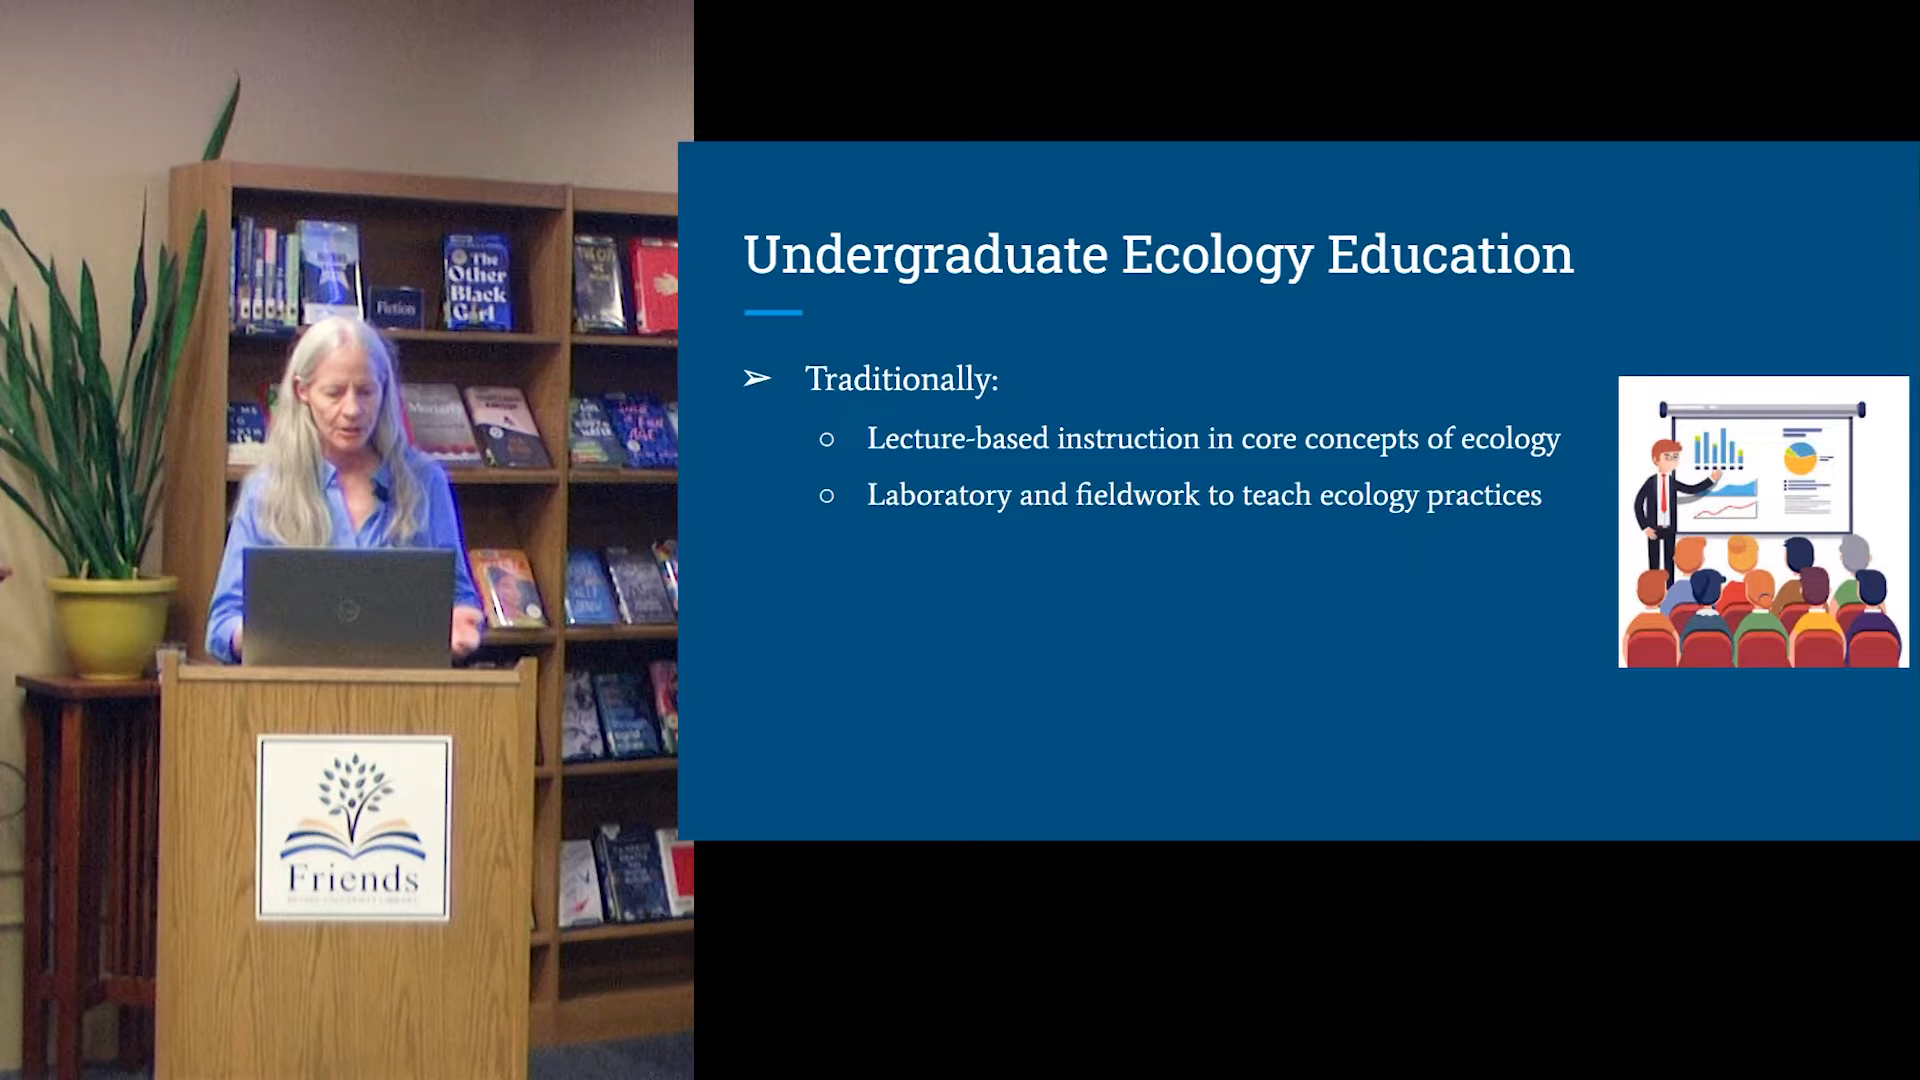 The
Other
Black
Girl
Fiction
Moriarty
Friends
Undergraduate Ecology Education
➢ Traditionally:
○ Lecture-based instruction in core concepts of ecology
○ Laboratory and fieldwork to teach ecology practices